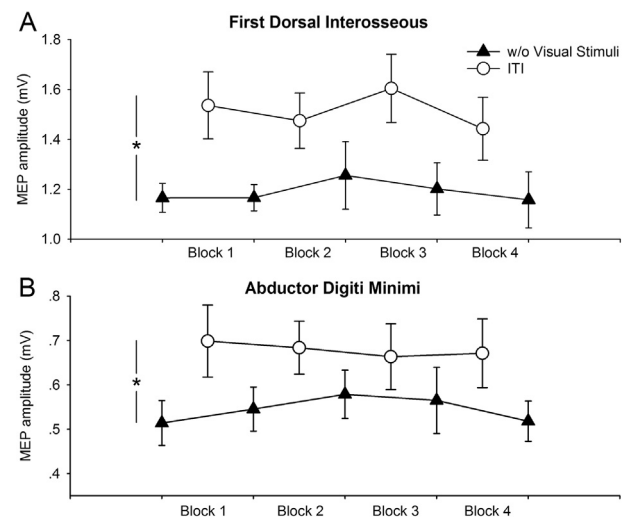 A
First Dorsal Interosseous
w/o Visual Stimuli
ITI
MEP amplitude (mV)
1.8
1.6
1.4
1.2
1.0
*
Block 1 Block 2 Block 3 Block 4
B
Abductor Digiti Minimi
MEP amplitude (mV)
.8
.7
.6
.5
.4
*
Block 1 Block 2 Block 3 Block 4